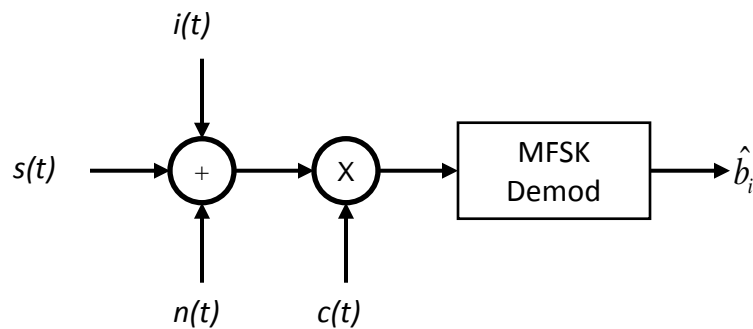 i(t)
s(t)
+
X
MFSK
Demod
b̂ᵢ
n(t)
c(t)